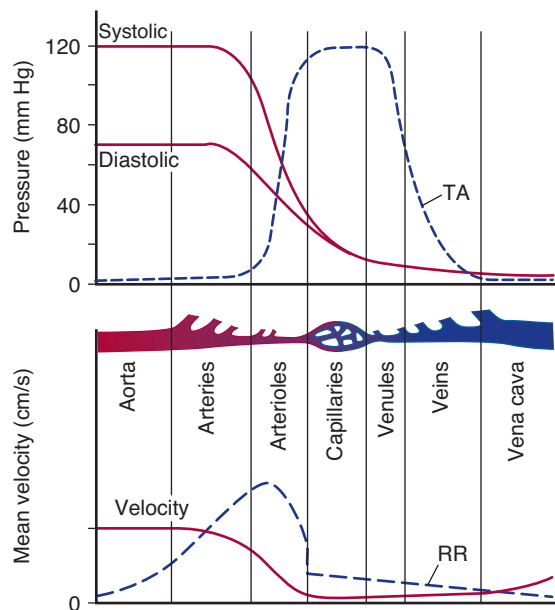 Systolic
120
80
Diastolic
TA
40
0
Pressure (mm Hg)
Aorta
Arteries
Arterioles
Capillaries
Venules
Veins
Vena cava
Mean velocity (cm/s)
Velocity
RR
0